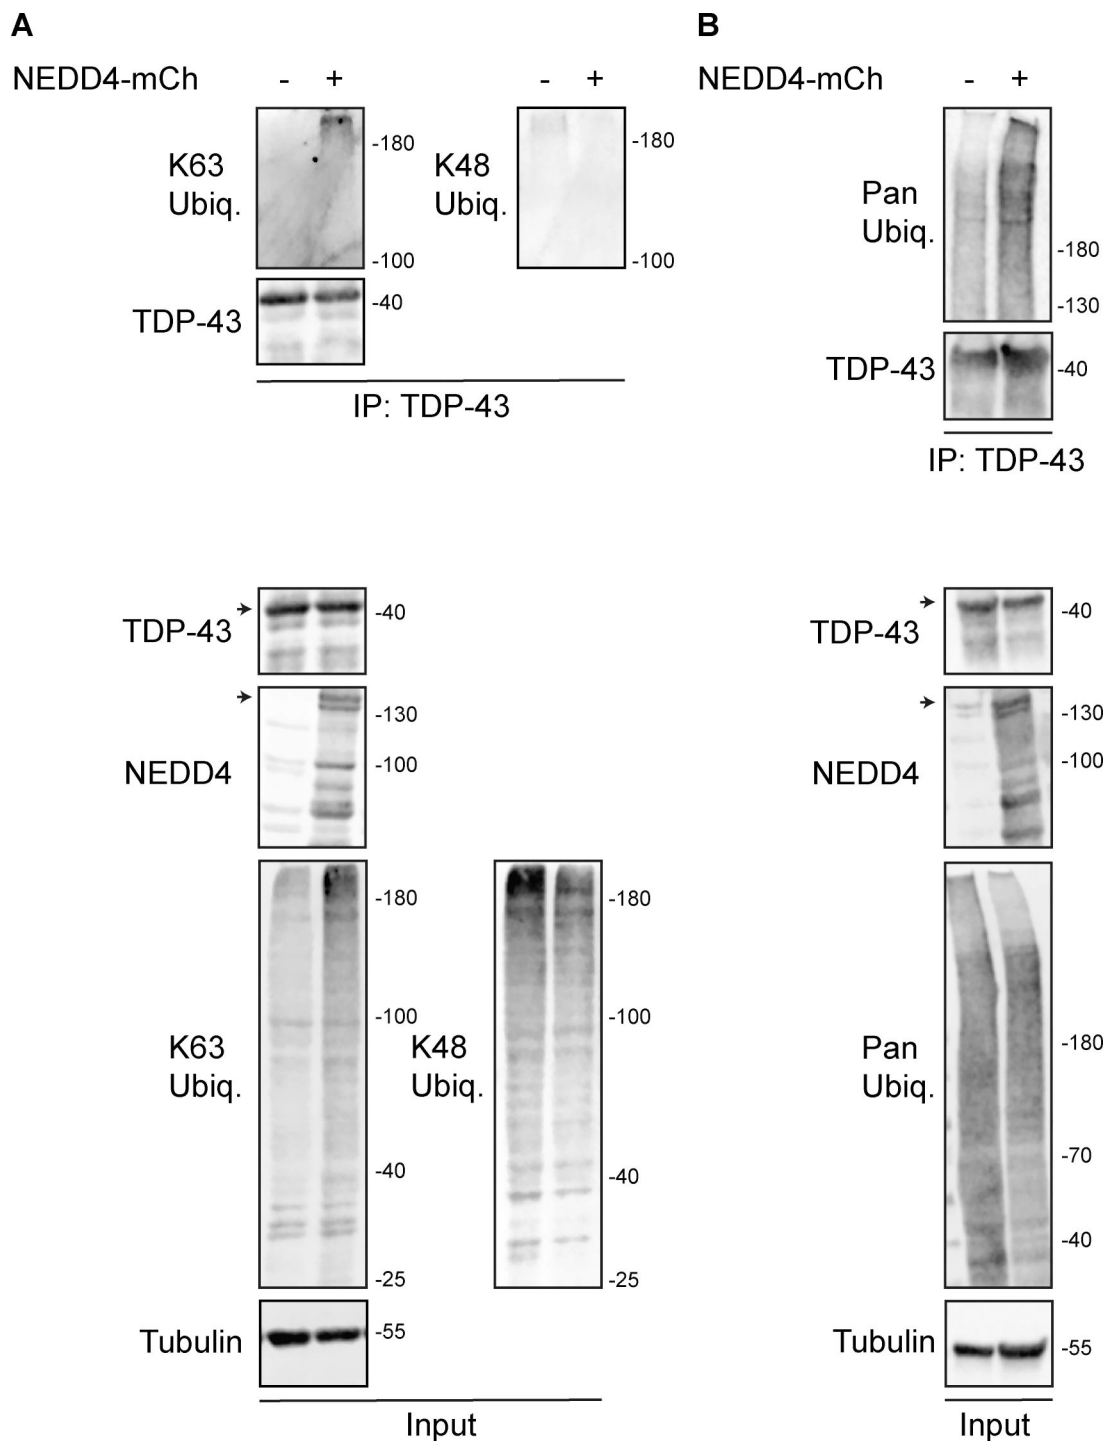 A
B
NEDD4-mCh - + - +
NEDD4-mCh - +
K63
Ubiq.
-180
-100
K48
Ubiq.
-180
-100
Pan
Ubiq.
-180
-130
TDP-43
-40
TDP-43
-40
IP: TDP-43
IP: TDP-43
TDP-43
-40
TDP-43
-40
NEDD4
-130
-100
NEDD4
-130
-100
K63
Ubiq.
-180
-100
-40
-25
K48
Ubiq.
-180
-100
-40
-25
Pan
Ubiq.
-180
-70
-40
Tubulin
-55
Tubulin
-55
Input
Input